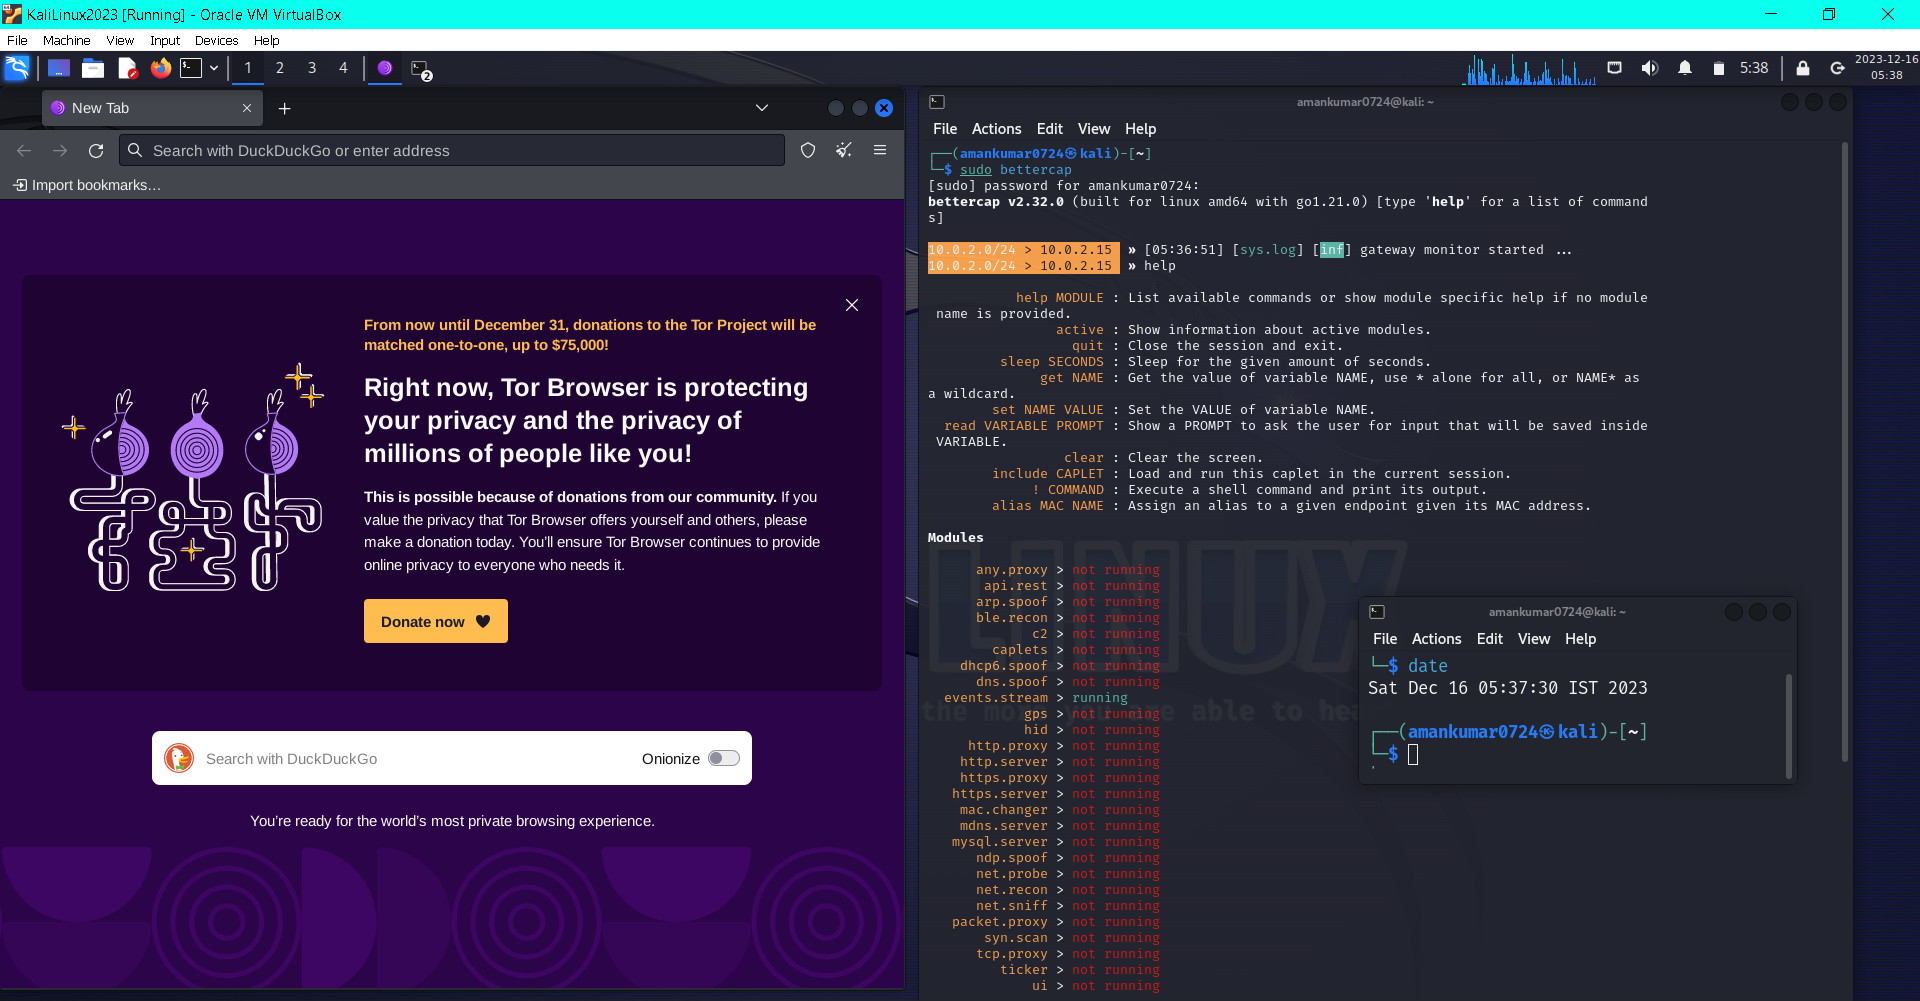 KaliLinux2023 [Running] - Oracle VM VirtualBox
File Machine View Input Devices Help
1 2 3 4
2
5:38
2023-12-16
05:38
New Tab
Search with DuckDuckGo or enter address
Import bookmarks…
From now until December 31, donations to the Tor Project will be
matched one-to-one, up to $75,000!
Right now, Tor Browser is protecting
your privacy and the privacy of
millions of people like you!
This is possible because of donations from our community. If you
value the privacy that Tor Browser offers yourself and others, please
make a donation today. You'll ensure Tor Browser continues to provide
online privacy to everyone who needs it.
Donate now
Search with DuckDuckGo
Onionize
You're ready for the world's most private browsing experience.
amankumar0724@kali: ~
File Actions Edit View Help
┌──(amankumar0724㉿kali)-[~]
└─$ sudo bettercap
[sudo] password for amankumar0724:
bettercap v2.32.0 (built for linux amd64 with go1.21.0) [type 'help' for a list of command
s]
10.0.2.0/24 > 10.0.2.15 » [05:36:51] [sys.log] [inf] gateway monitor started ...
10.0.2.0/24 > 10.0.2.15 » help
help MODULE : List available commands or show module specific help if no module
name is provided.
active : Show information about active modules.
quit : Close the session and exit.
sleep SECONDS : Sleep for the given amount of seconds.
get NAME : Get the value of variable NAME, use * alone for all, or NAME* as
a wildcard.
set NAME VALUE : Set the VALUE of variable NAME.
read VARIABLE PROMPT : Show a PROMPT to ask the user for input that will be saved inside
VARIABLE.
clear : Clear the screen.
include CAPLET : Load and run this caplet in the current session.
! COMMAND : Execute a shell command and print its output.
alias MAC NAME : Assign an alias to a given endpoint given its MAC address.
Modules
LINUX
any.proxy > not running
api.rest > not running
arp.spoof > not running
ble.recon > not running
c2 > not running
caplets > not running
dhcp6.spoof > not running
dns.spoof > not running
events.stream > running
the more you are able to hea
gps > not running
hid > not running
http.proxy > not running
http.server > not running
https.proxy > not running
https.server > not running
mac.changer > not running
mdns.server > not running
mysql.server > not running
ndp.spoof > not running
net.probe > not running
net.recon > not running
net.sniff > not running
packet.proxy > not running
syn.scan > not running
tcp.proxy > not running
ticker > not running
ui > not running
amankumar0724@kali: ~
File Actions Edit View Help
└─$ date
Sat Dec 16 05:37:30 IST 2023
┌──(amankumar0724㉿kali)-[~]
└─$